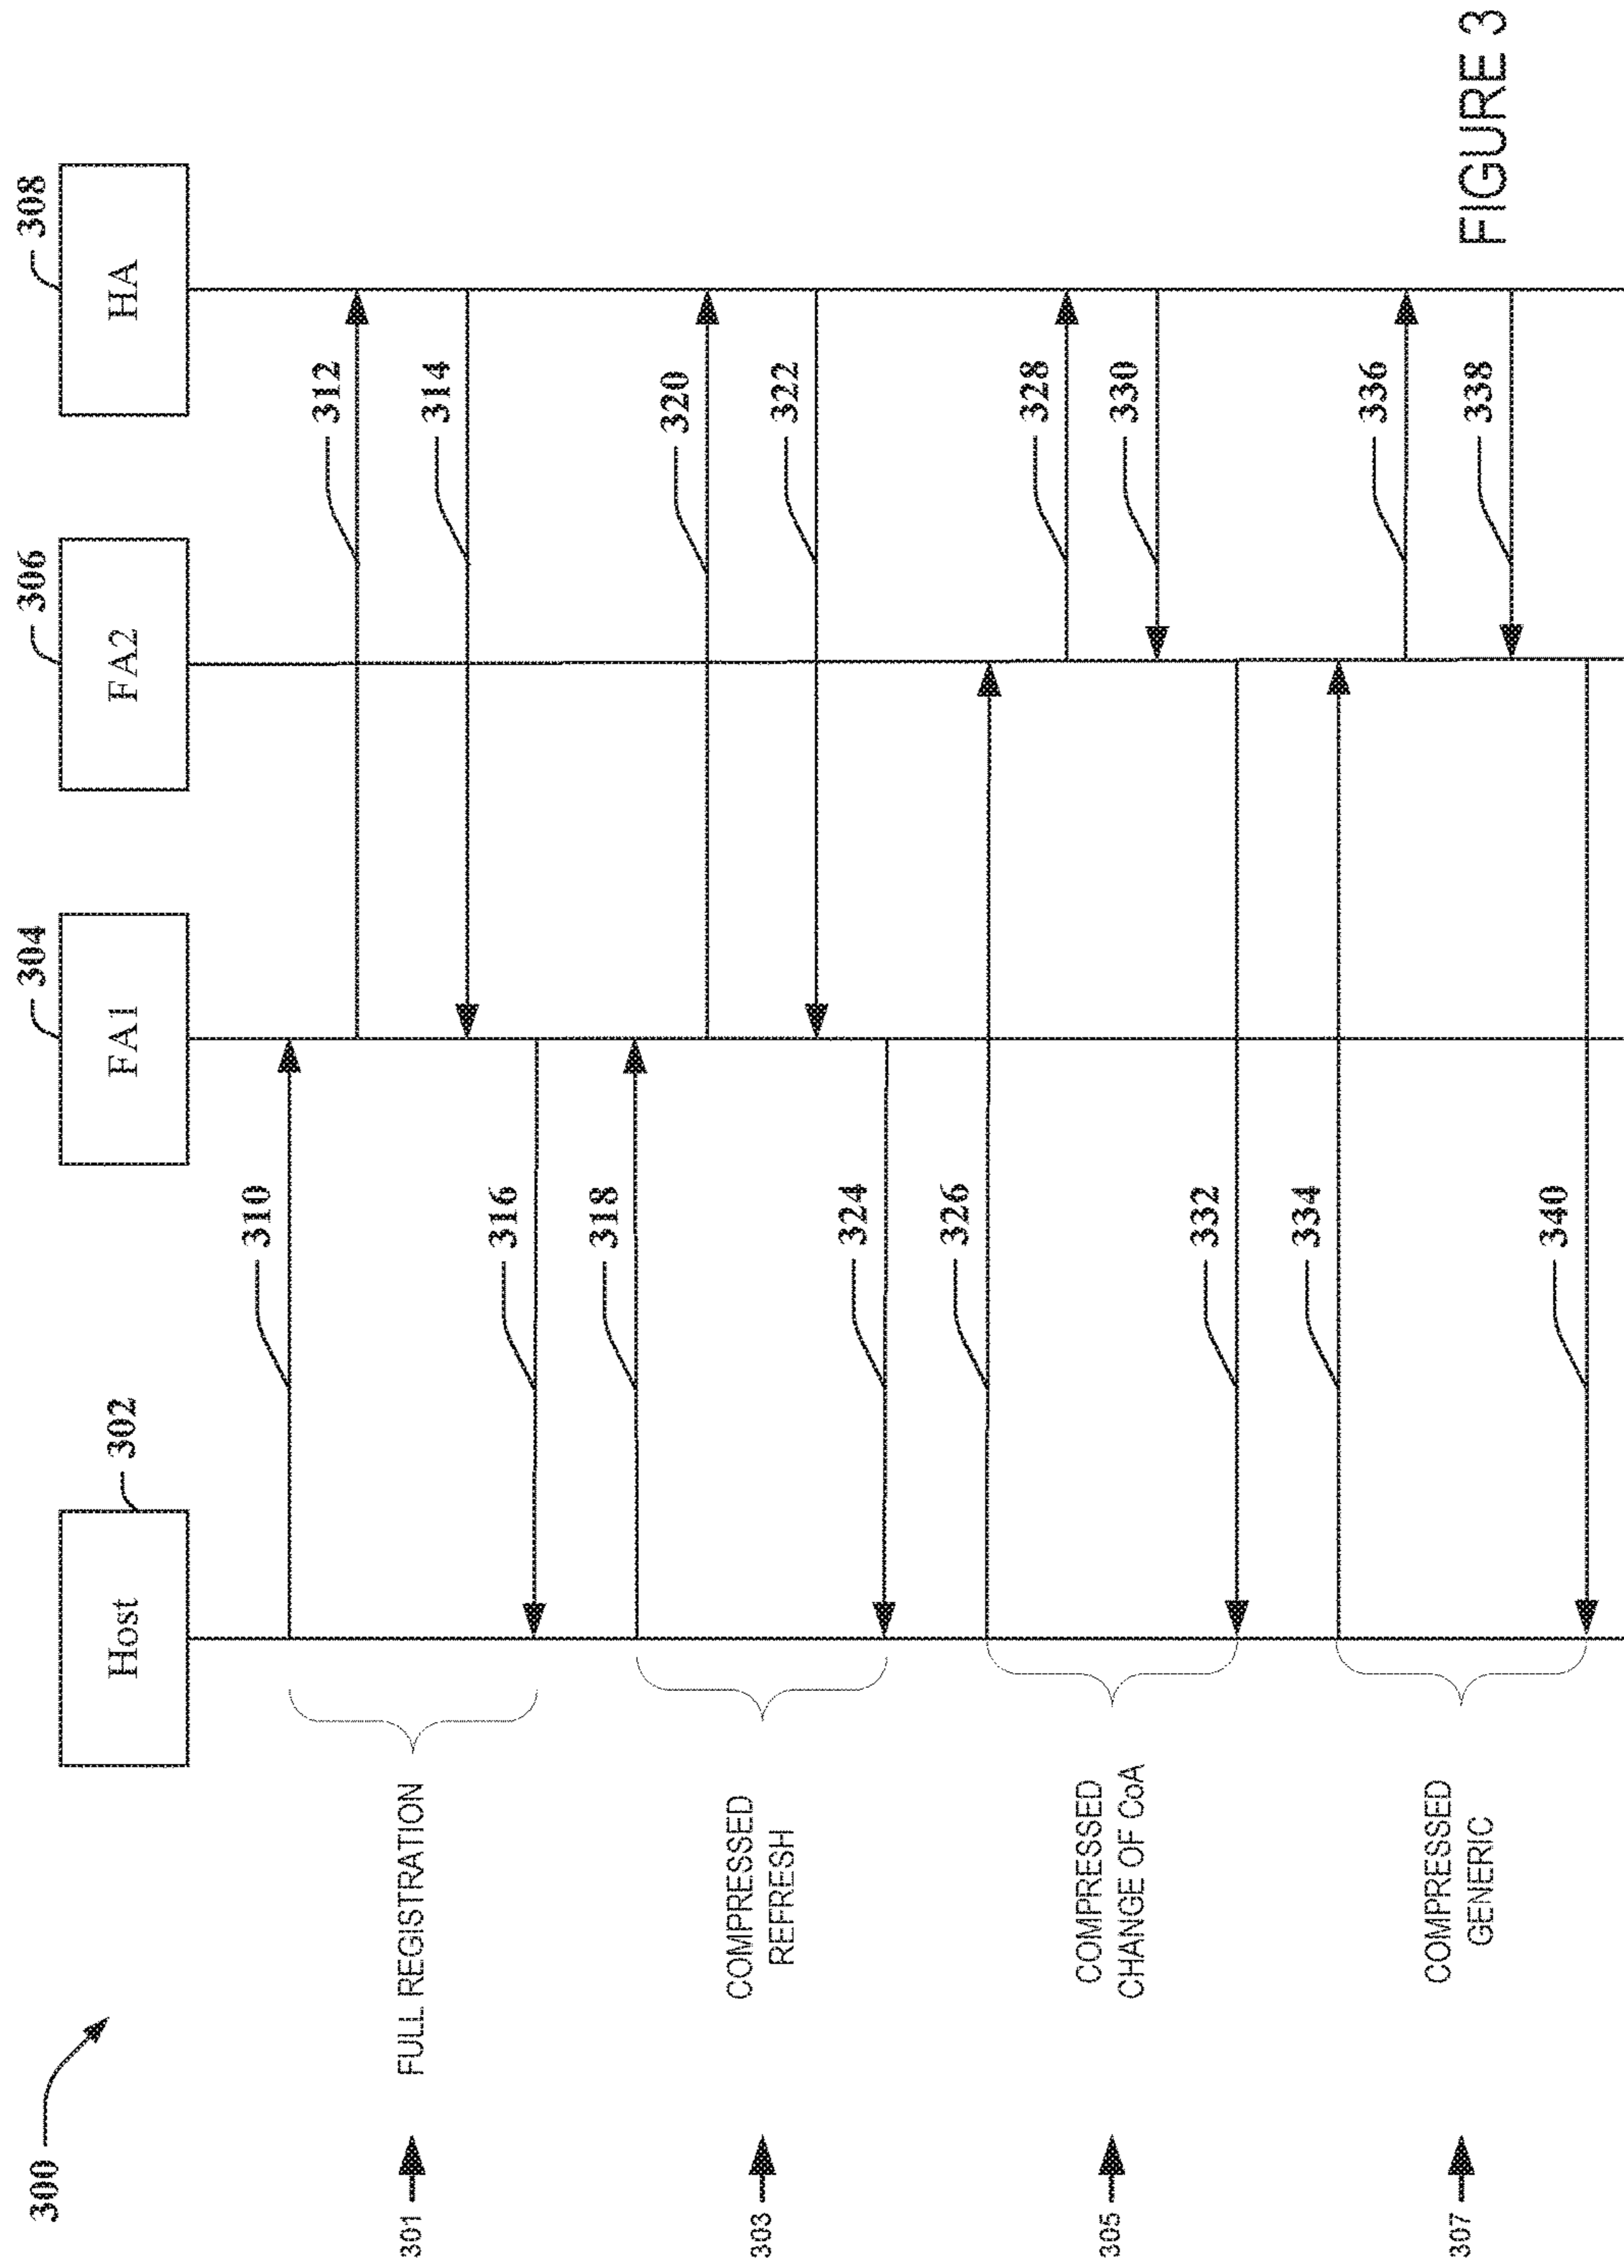 300
302
304
306
308
Host
FA1
FA2
HA
301
FULL REGISTRATION
310
312
314
316
303
COMPRESSED
REFRESH
318
320
322
324
305
COMPRESSED
CHANGE OF CoA
326
328
330
332
307
COMPRESSED
GENERIC
334
336
338
340
FIGURE 3